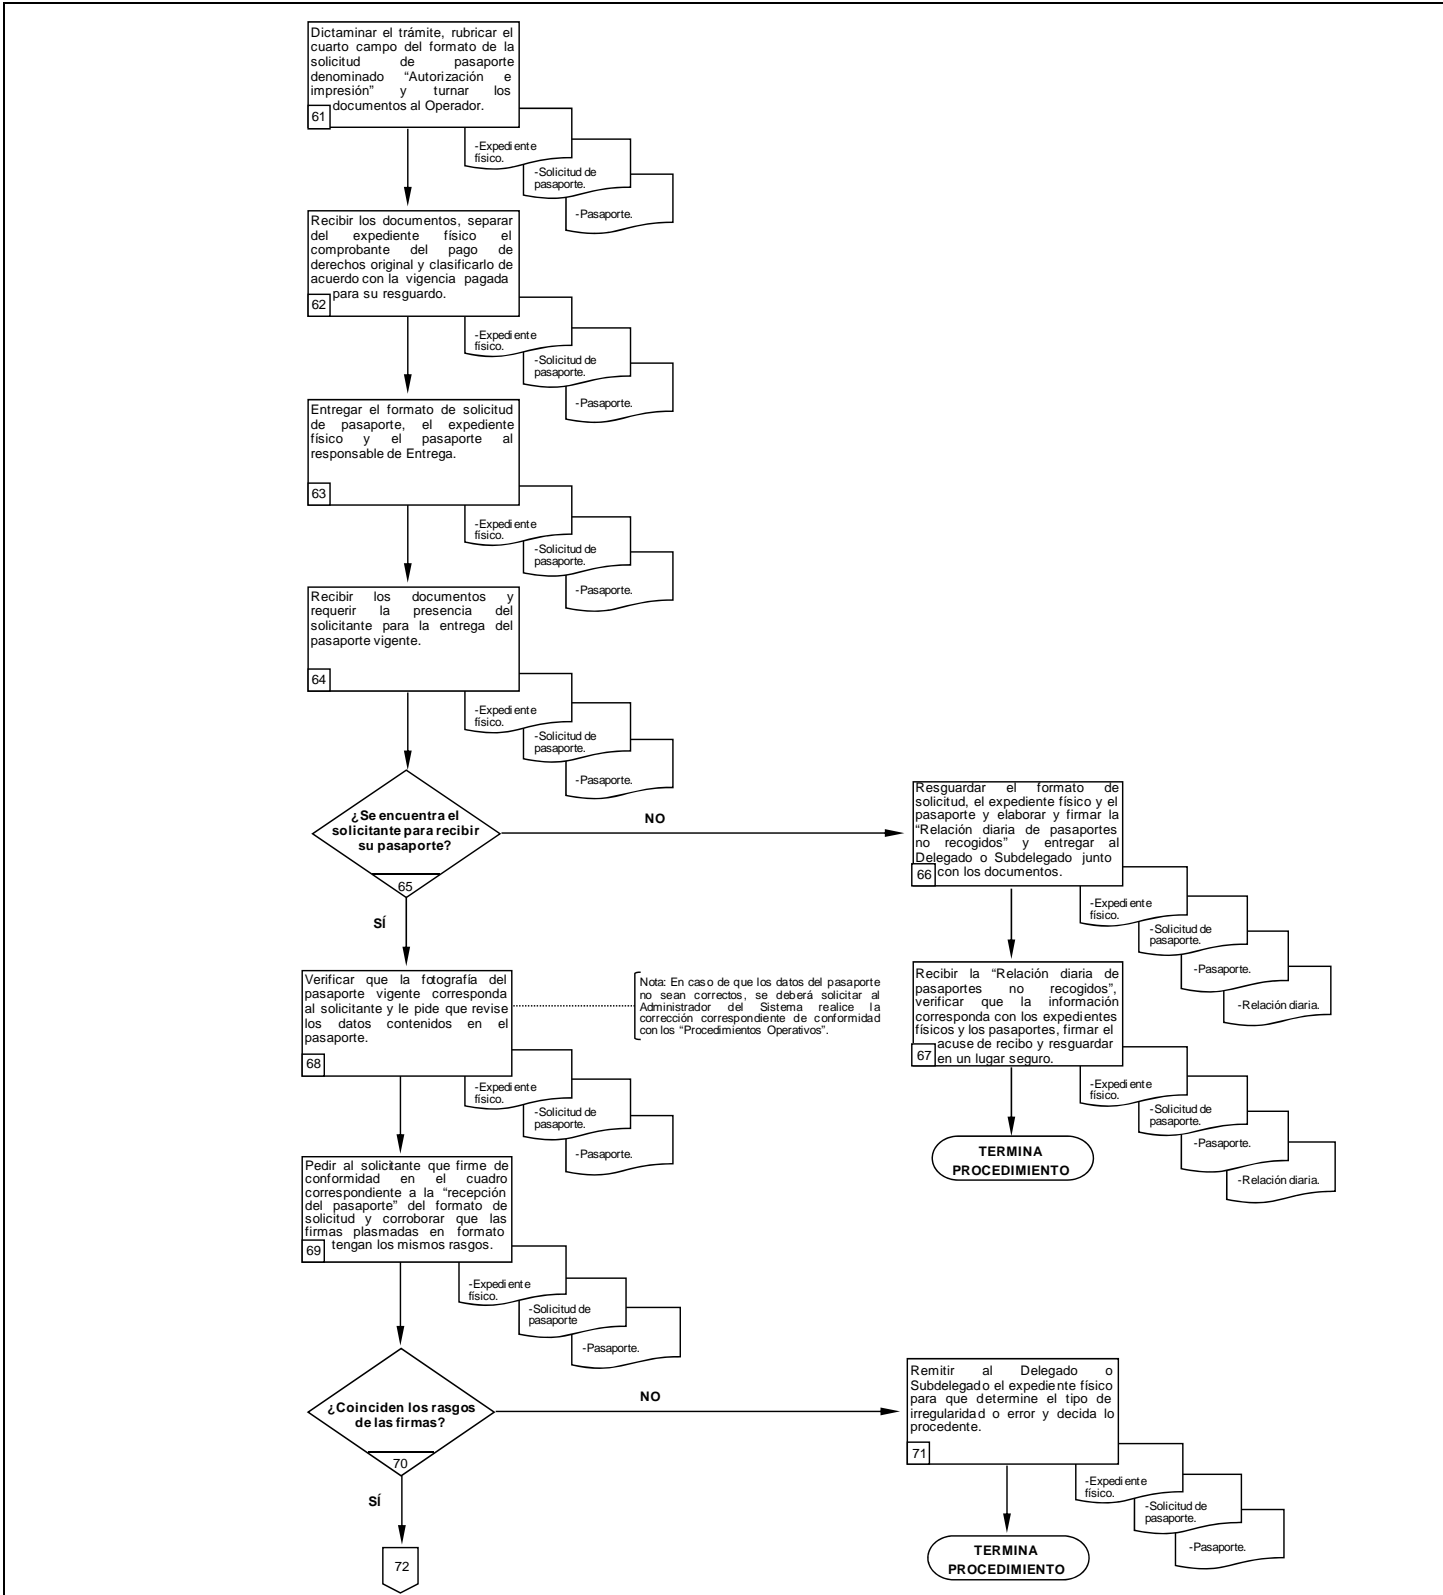 Dictaminar el trámite, rubricar el
cuarto campo del formato de la
solicitud de pasaporte
denominado “Autorización e
impresión” y turnar los
documentos al Operador.
61
-Expediente
físico.
-Solicitud de
pasaporte.
-Pasaporte.
Recibir los documentos, separar
del expediente físico el
comprobante del pago de
derechos original y clasificarlo de
acuerdo con la vigencia pagada
para su resguardo.
62
-Expediente
físico.
-Solicitud de
pasaporte.
-Pasaporte.
Entregar el formato de solicitud
de pasaporte, el expediente
físico y el pasaporte al
responsable de Entrega.
63
-Expediente
físico.
-Solicitud de
pasaporte.
-Pasaporte.
Recibir los documentos y
requerir la presencia del
solicitante para la entrega del
pasaporte vigente.
64
-Expediente
físico.
-Solicitud de
pasaporte.
-Pasaporte.
¿Se encuentra el
solicitante para recibir
su pasaporte?
65
NO
SÍ
Resguardar el formato de
solicitud, el expediente físico y el
pasaporte y elaborar y firmar la
“Relación diaria de pasaportes
no recogidos” y entregar al
Delegado o Subdelegado junto
con los documentos.
66
-Expediente
físico.
-Solicitud de
pasaporte.
-Pasaporte.
-Relación diaria.
Recibir la “Relación diaria de
pasaportes no recogidos”,
verificar que la información
corresponda con los expedientes
físicos y los pasaportes, firmar el
acuse de recibo y resguardar
en un lugar seguro.
67
-Expediente
físico.
-Solicitud de
pasaporte.
-Pasaporte.
-Relación diaria.
TERMINA
PROCEDIMIENTO
Verificar que la fotografía del
pasaporte vigente corresponda
al solicitante y le pide que revise
los datos contenidos en el
pasaporte.
68
Nota: En caso de que los datos del pasaporte
no sean correctos, se deberá solicitar al
Administrador del Sistema realice la
corrección correspondiente de conformidad
con los “Procedimientos Operativos”.
-Expediente
físico.
-Solicitud de
pasaporte.
-Pasaporte.
Pedir al solicitante que firme de
conformidad en el cuadro
correspondiente a la “recepción
del pasaporte” del formato de
solicitud y corroborar que las
firmas plasmadas en formato
tengan los mismos rasgos.
69
-Expediente
físico.
-Solicitud de
pasaporte
-Pasaporte.
¿Coinciden los rasgos
de las firmas?
70
NO
SÍ
Remitir al Delegado o
Subdelegado el expediente físico
para que determine el tipo de
irregularidad o error y decida lo
procedente.
71
-Expediente
físico.
-Solicitud de
pasaporte.
-Pasaporte.
TERMINA
PROCEDIMIENTO
72